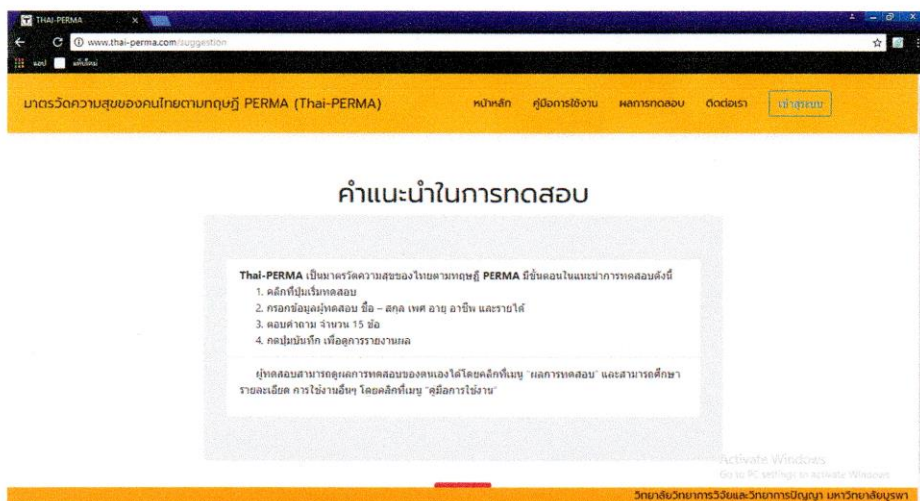 THAI-PERMA
www.thai-perma.com/suggestion
แอป แท็บใหม่
มาตรวัดความสุขของคนไทยตามทฤษฎี PERMA (Thai-PERMA) หน้าหลัก คู่มือการใช้งาน ผลการทดสอบ ติดต่อเรา เข้าสู่ระบบ
คำแนะนำในการทดสอบ
Thai-PERMA เป็นมาตรวัดความสุขของไทยตามทฤษฎี PERMA มีขั้นตอนในแนะนำการทดสอบดังนี้
1. คลิกที่ปุ่มเริ่มทดสอบ
2. กรอกข้อมูลผู้ทดสอบ ชื่อ – สกุล เพศ อายุ อาชีพ และรายได้
3. ตอบคำถาม จำนวน 15 ข้อ
4. กดปุ่มบันทึก เพื่อดูการรายงานผล
ผู้ทดสอบสามารถดูผลการทดสอบของตนเองได้โดยคลิกที่เมนู "ผลการทดสอบ" และสามารถศึกษา
รายละเอียด การใช้งานอื่นๆ โดยคลิกที่เมนู "คู่มือการใช้งาน"
Activate Windows
Go to PC settings to activate Windows
วิทยาลัยวิทยาการวิจัยและวิทยาการปัญญา มหาวิทยาลัยบูรพา